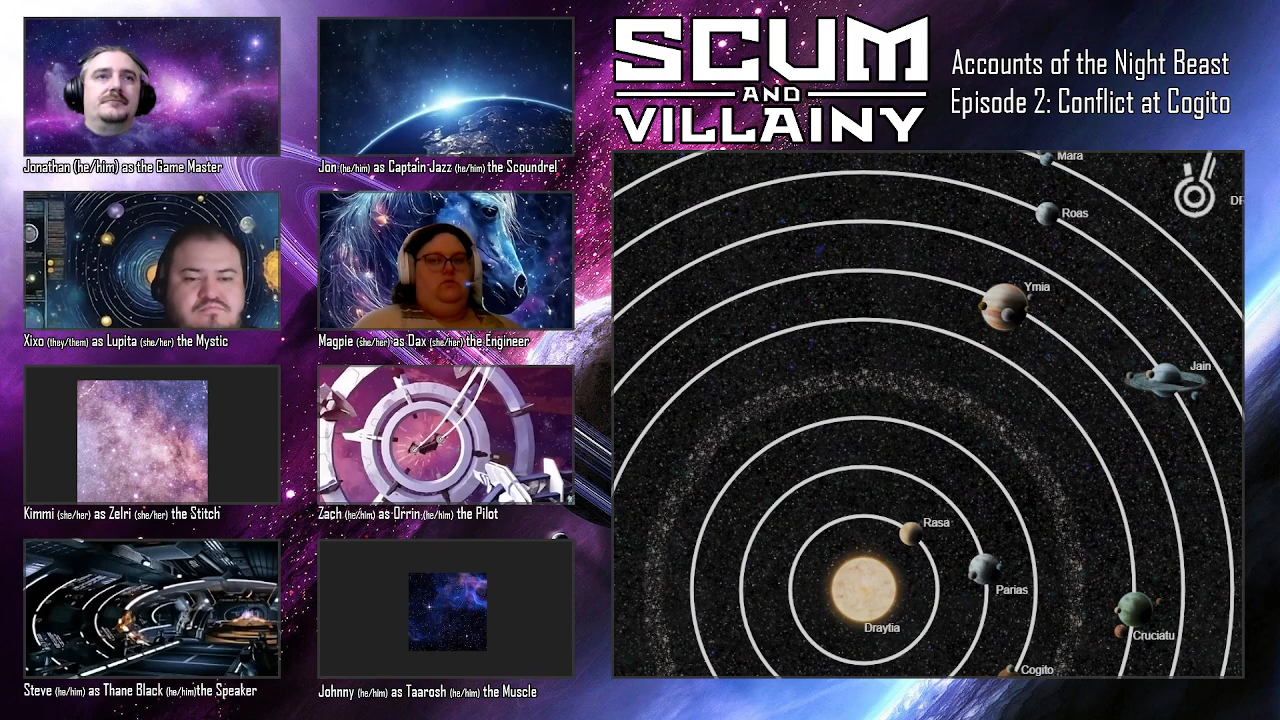 SCUM
AND
VILLAINY
Accounts of the Night Beast
Episode 2: Conflict at Cogito
Jonathan (he/him) as the Game Master
Jon (he/him) as Captain Jazz (he/him) the Scoundrel
Xixo (they/them) as Lupita (she/her) the Mystic
Magpie (she/her) as Dax (she/her) the Engineer
Kimmi (she/her) as Zelri (she/her) the Stitch
Zach (he/him) as Orrin (he/him) the Pilot
Steve (he/him) as Thane Black (he/him)the Speaker
Johnny (he/him) as Taarosh (he/him) the Muscle
Mara
Roas
Ymia
Jain
Rasa
Parias
Draytia
Cruciatu
Cogito